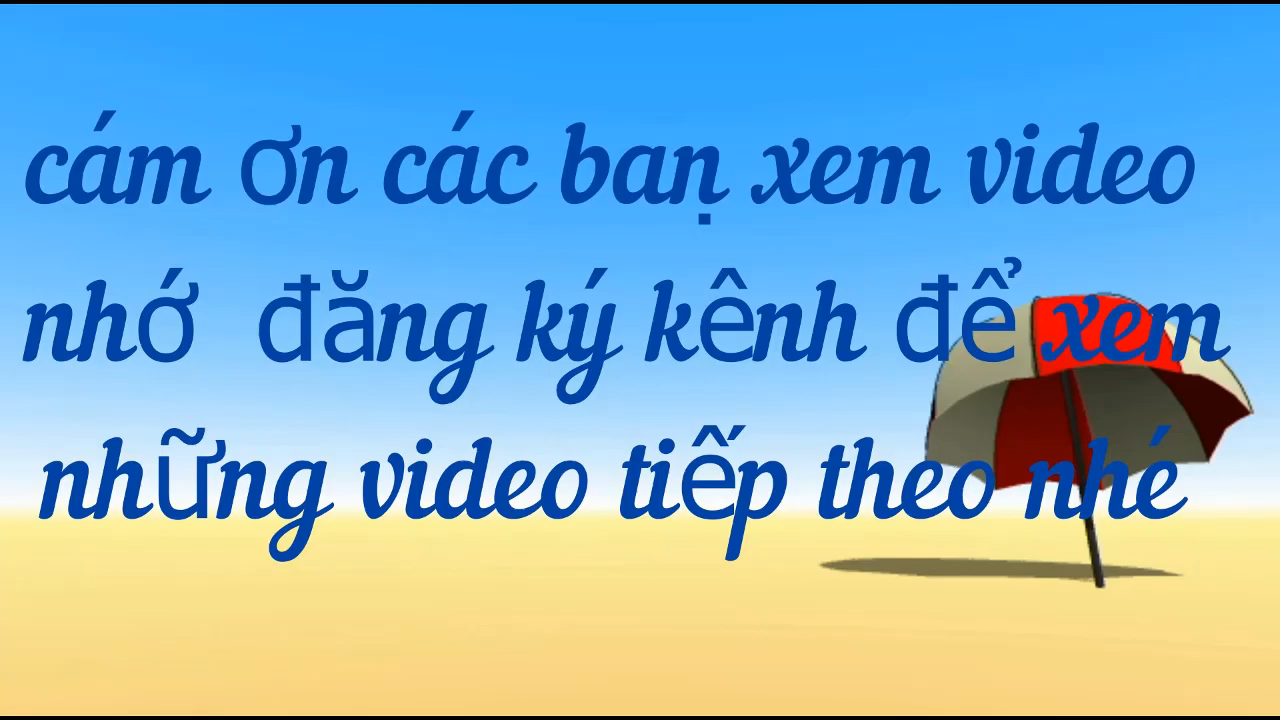 cám ơn các bạn xem video
nhớ đăng ký kênh để xem
những video tiếp theo nhé